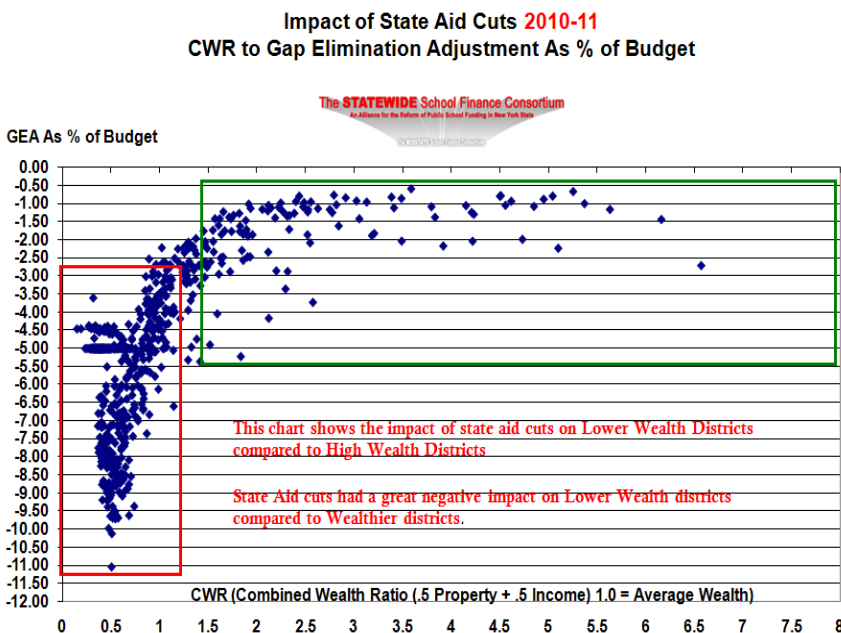 Impact of State Aid Cuts 2010-11
CWR to Gap Elimination Adjustment As % of Budget
The STATEWIDE School Finance Consortium
An Alliance for the Reform of Public School Funding in New York State
GEA As % of Budget
0.00
-0.50
-1.00
-1.50
-2.00
-2.50
-3.00
-3.50
-4.00
-4.50
-5.00
-5.50
-6.00
-6.50
-7.00
-7.50
-8.00
-8.50
-9.00
-9.50
-10.00
-10.50
-11.00
-11.50
-12.00
This chart shows the impact of state aid cuts on Lower Wealth Districts
compared to High Wealth Districts
State Aid cuts had a great negative impact on Lower Wealth districts
compared to Wealthier districts.
CWR (Combined Wealth Ratio (.5 Property + .5 Income) 1.0 = Average Wealth)
0 0.5 1 1.5 2 2.5 3 3.5 4 4.5 5 5.5 6 6.5 7 7.5 8